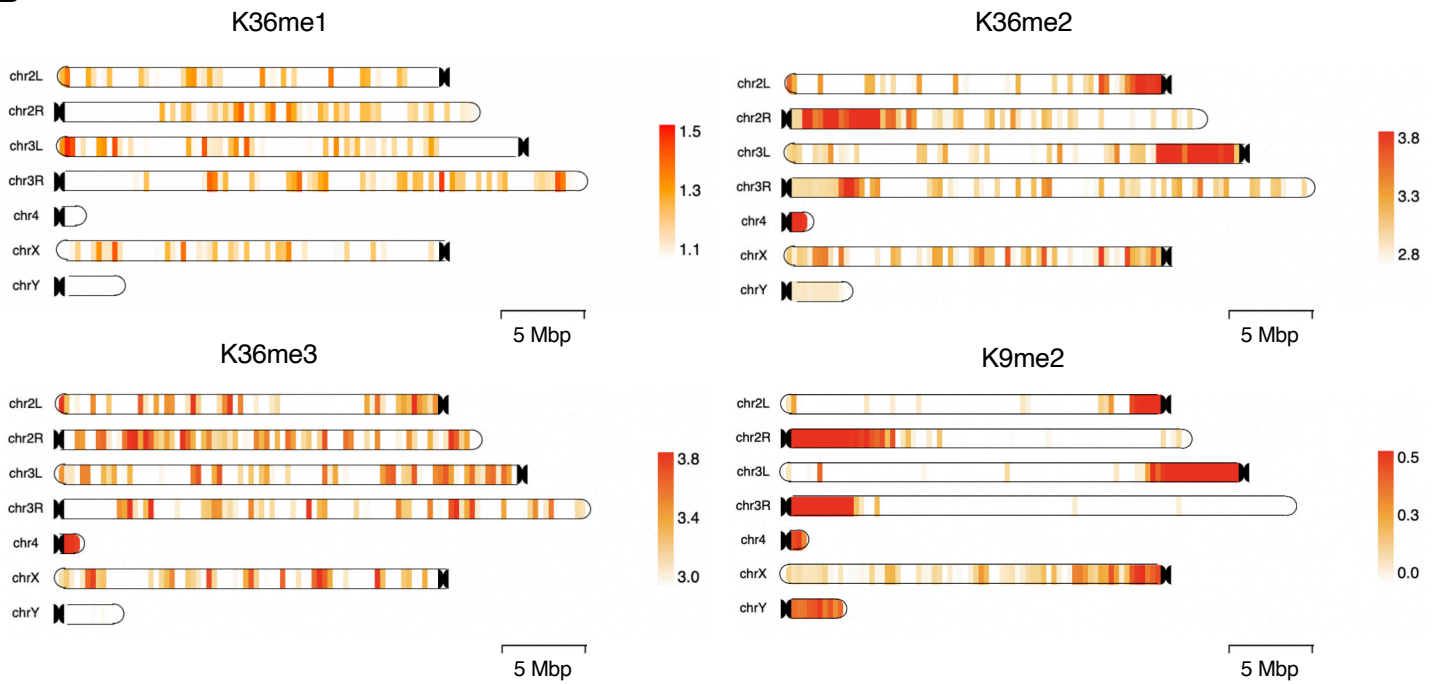 K36me1
chr2L
chr2R
chr3L
chr3R
chr4
chrX
chrY
1.5
1.3
1.1
5 Mbp
K36me2
chr2L
chr2R
chr3L
chr3R
chr4
chrX
chrY
3.8
3.3
2.8
5 Mbp
K36me3
chr2L
chr2R
chr3L
chr3R
chr4
chrX
chrY
3.8
3.4
3.0
5 Mbp
K9me2
chr2L
chr2R
chr3L
chr3R
chr4
chrX
chrY
0.5
0.3
0.0
5 Mbp